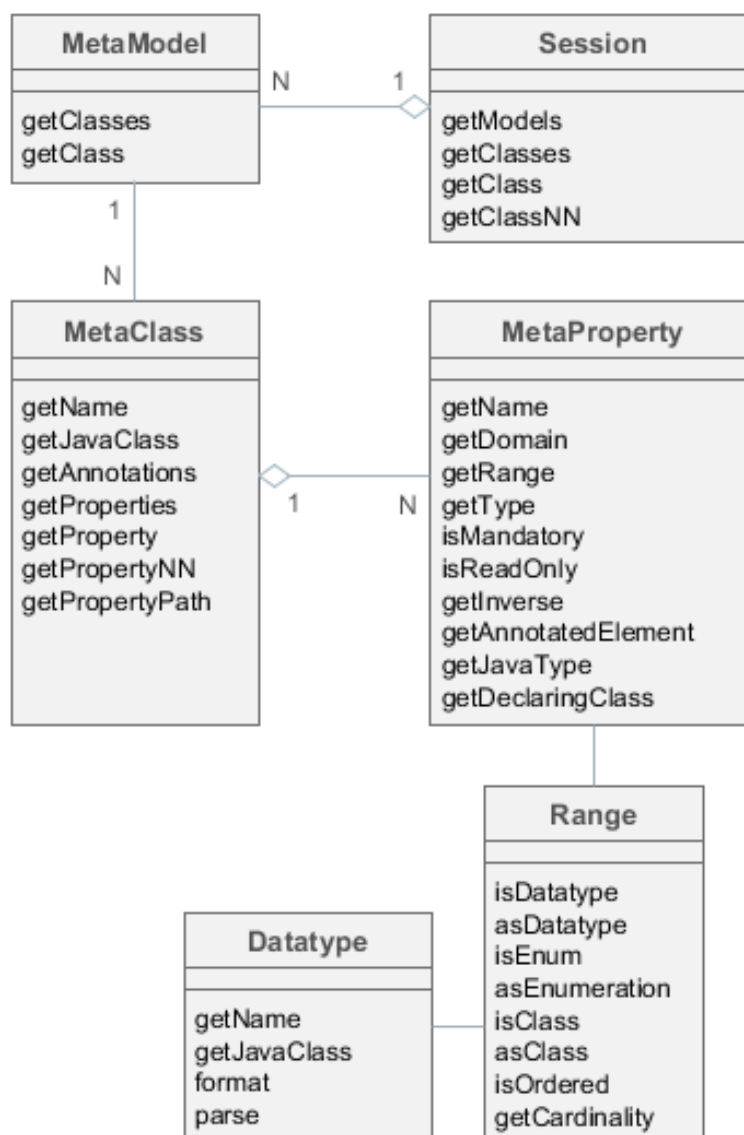 MetaModel
getClasses
getClass
N
1
Session
getModels
getClasses
getClass
getClassNN
1
N
MetaClass
getName
getJavaClass
getAnnotations
getProperties
getProperty
getPropertyNN
getPropertyPath
1
N
MetaProperty
getName
getDomain
getRange
getType
isMandatory
isReadOnly
getInverse
getAnnotatedElement
getJavaType
getDeclaringClass
Range
isDatatype
asDatatype
isEnum
asEnumeration
isClass
asClass
isOrdered
getCardinality
Datatype
getName
getJavaClass
format
parse